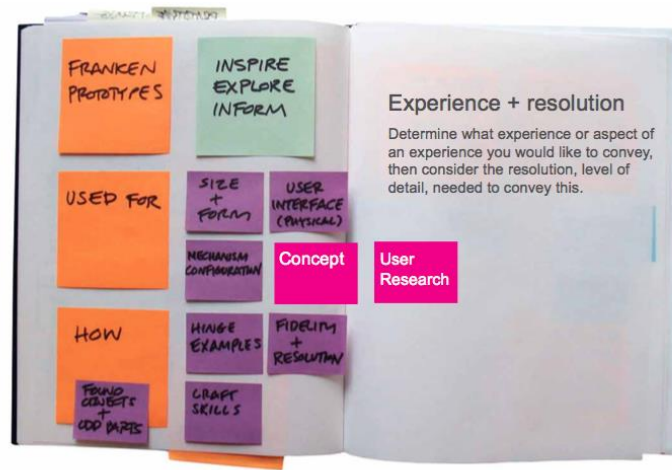 FRANKEN
PROTOTYPES
INSPIRE
EXPLORE
INFORM
USED FOR
SIZE
+
FORM
USER
INTERFACE
(PHYSICAL)
MECHANISM
CONFIGURATION
Concept
User
Research
HOW
HINGE
EXAMPLES
FIDELITY
+
RESOLUTION
FOUND
OBJECTS
+
ODD PARTS
CRAFT
SKILLS
Experience + resolution
Determine what experience or aspect of
an experience you would like to convey,
then consider the resolution, level of
detail, needed to convey this.